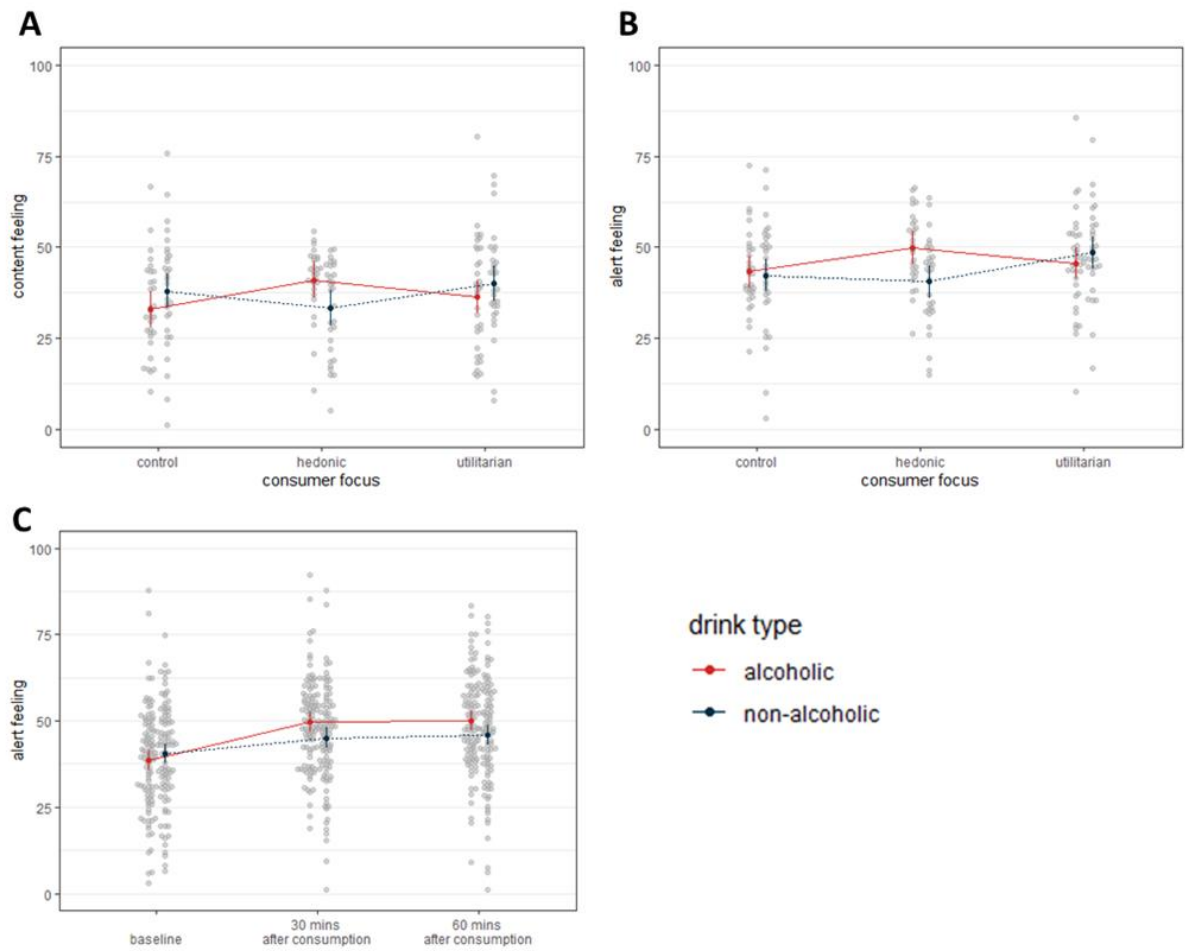 A
100
75
50
25
0
content feeling
control
hedonic
utilitarian
consumer focus
B
100
75
50
25
0
alert feeling
control
hedonic
utilitarian
consumer focus
C
100
75
50
25
0
alert feeling
baseline
30 mins
after consumption
60 mins
after consumption
drink type
alcoholic
non-alcoholic